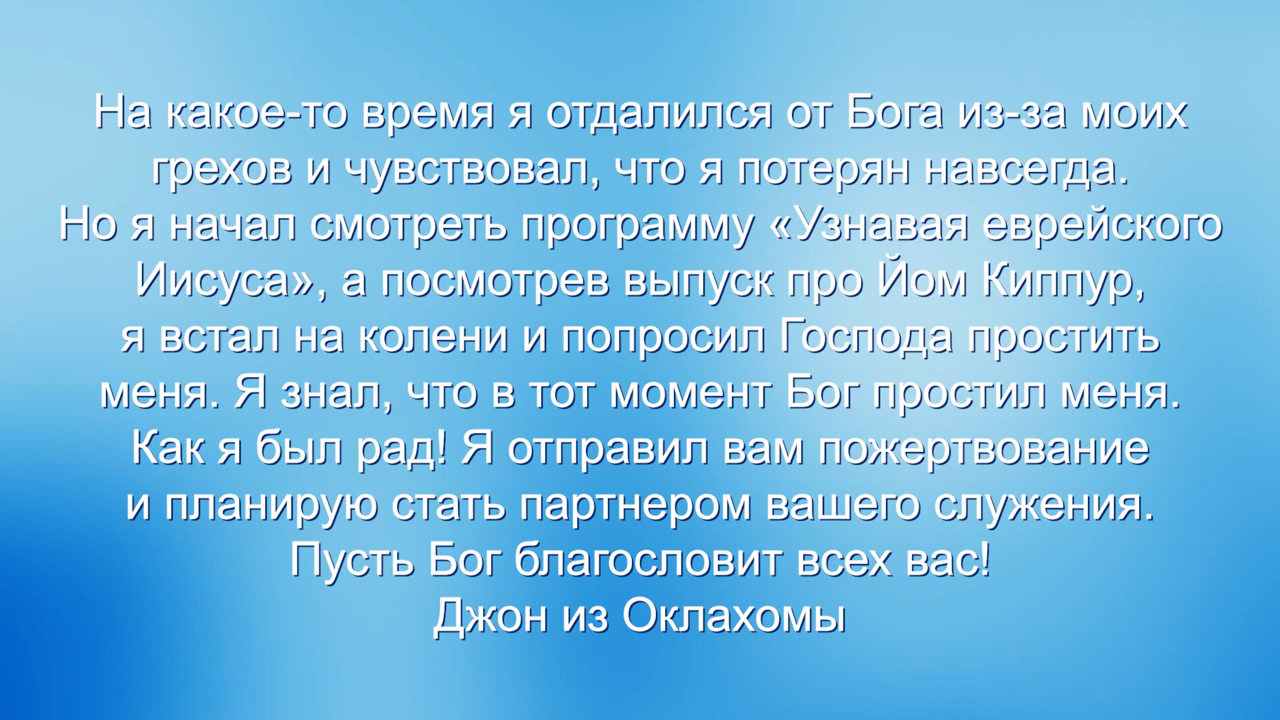 На какое-то время я отдалился от Бога из-за моих
грехов и чувствовал, что я потерян навсегда.
Но я начал смотреть программу «Узнавая еврейского
Иисуса», а посмотрев выпуск про Йом Киппур,
я встал на колени и попросил Господа простить
меня. Я знал, что в тот момент Бог простил меня.
Как я был рад! Я отправил вам пожертвование
и планирую стать партнером вашего служения.
Пусть Бог благословит всех вас!
Джон из Оклахомы